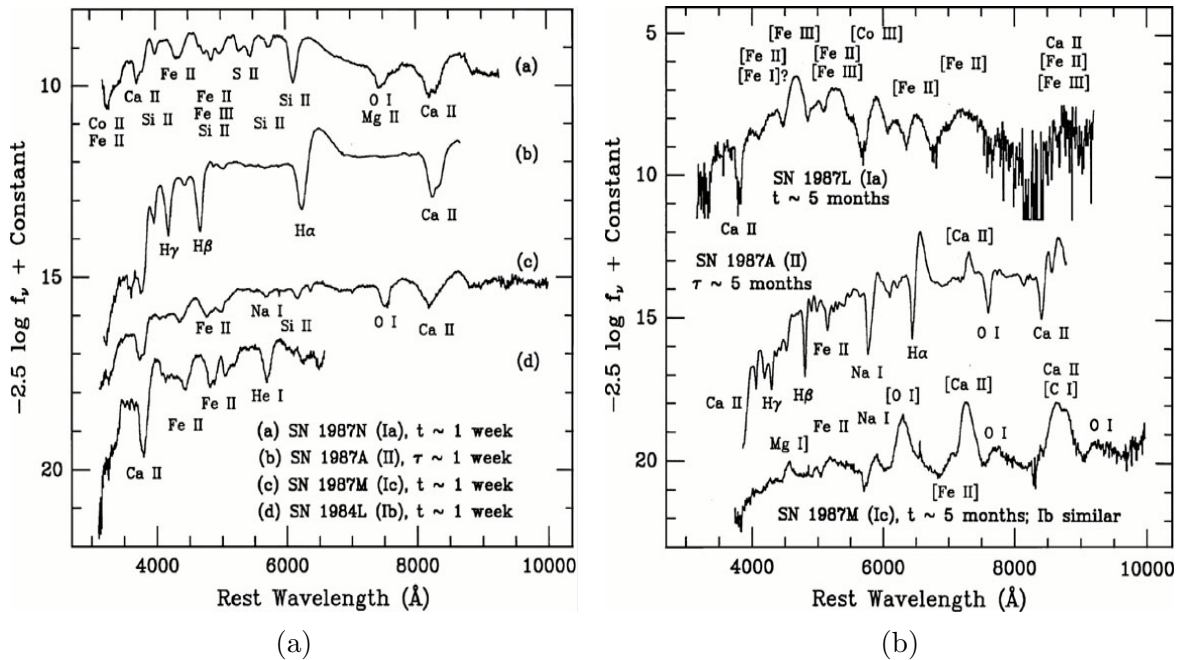 −2.5 log fν + Constant
10
15
20
(a)
Fe II
S II
Ca II
Co II
Fe II
Si II
Fe II
Fe III
Si II
Si II
Si II
O I
Mg II
Ca II
(b)
Hγ
Hβ
Hα
Ca II
(c)
Fe II
Na I
Si II
O I
Ca II
(d)
Ca II
Fe II
Fe II
He I
(a) SN 1987N (Ia), t ~ 1 week
(b) SN 1987A (II), τ ~ 1 week
(c) SN 1987M (Ic), t ~ 1 week
(d) SN 1984L (Ib), t ~ 1 week
4000 6000 8000 10000
Rest Wavelength (Å)
(a)
−2.5 log fν + Constant
5
10
15
20
[Fe III]
[Fe II]
[Fe I]?
[Fe II]
[Fe III]
[Co III]
[Fe II]
[Fe II]
Ca II
[Fe II]
[Fe III]
Ca II
SN 1987L (Ia)
t ~ 5 months
SN 1987A (II)
τ ~ 5 months
[Ca II]
Ca II
Hγ
Hβ
Fe II
Na I
Hα
O I
Ca II
Mg I]
Fe II
Na I
[O I]
[Ca II]
[Fe II]
O I
Ca II
[C I]
O I
SN 1987M (Ic), t ~ 5 months; Ib similar
4000 6000 8000 10000
Rest Wavelength (Å)
(b)